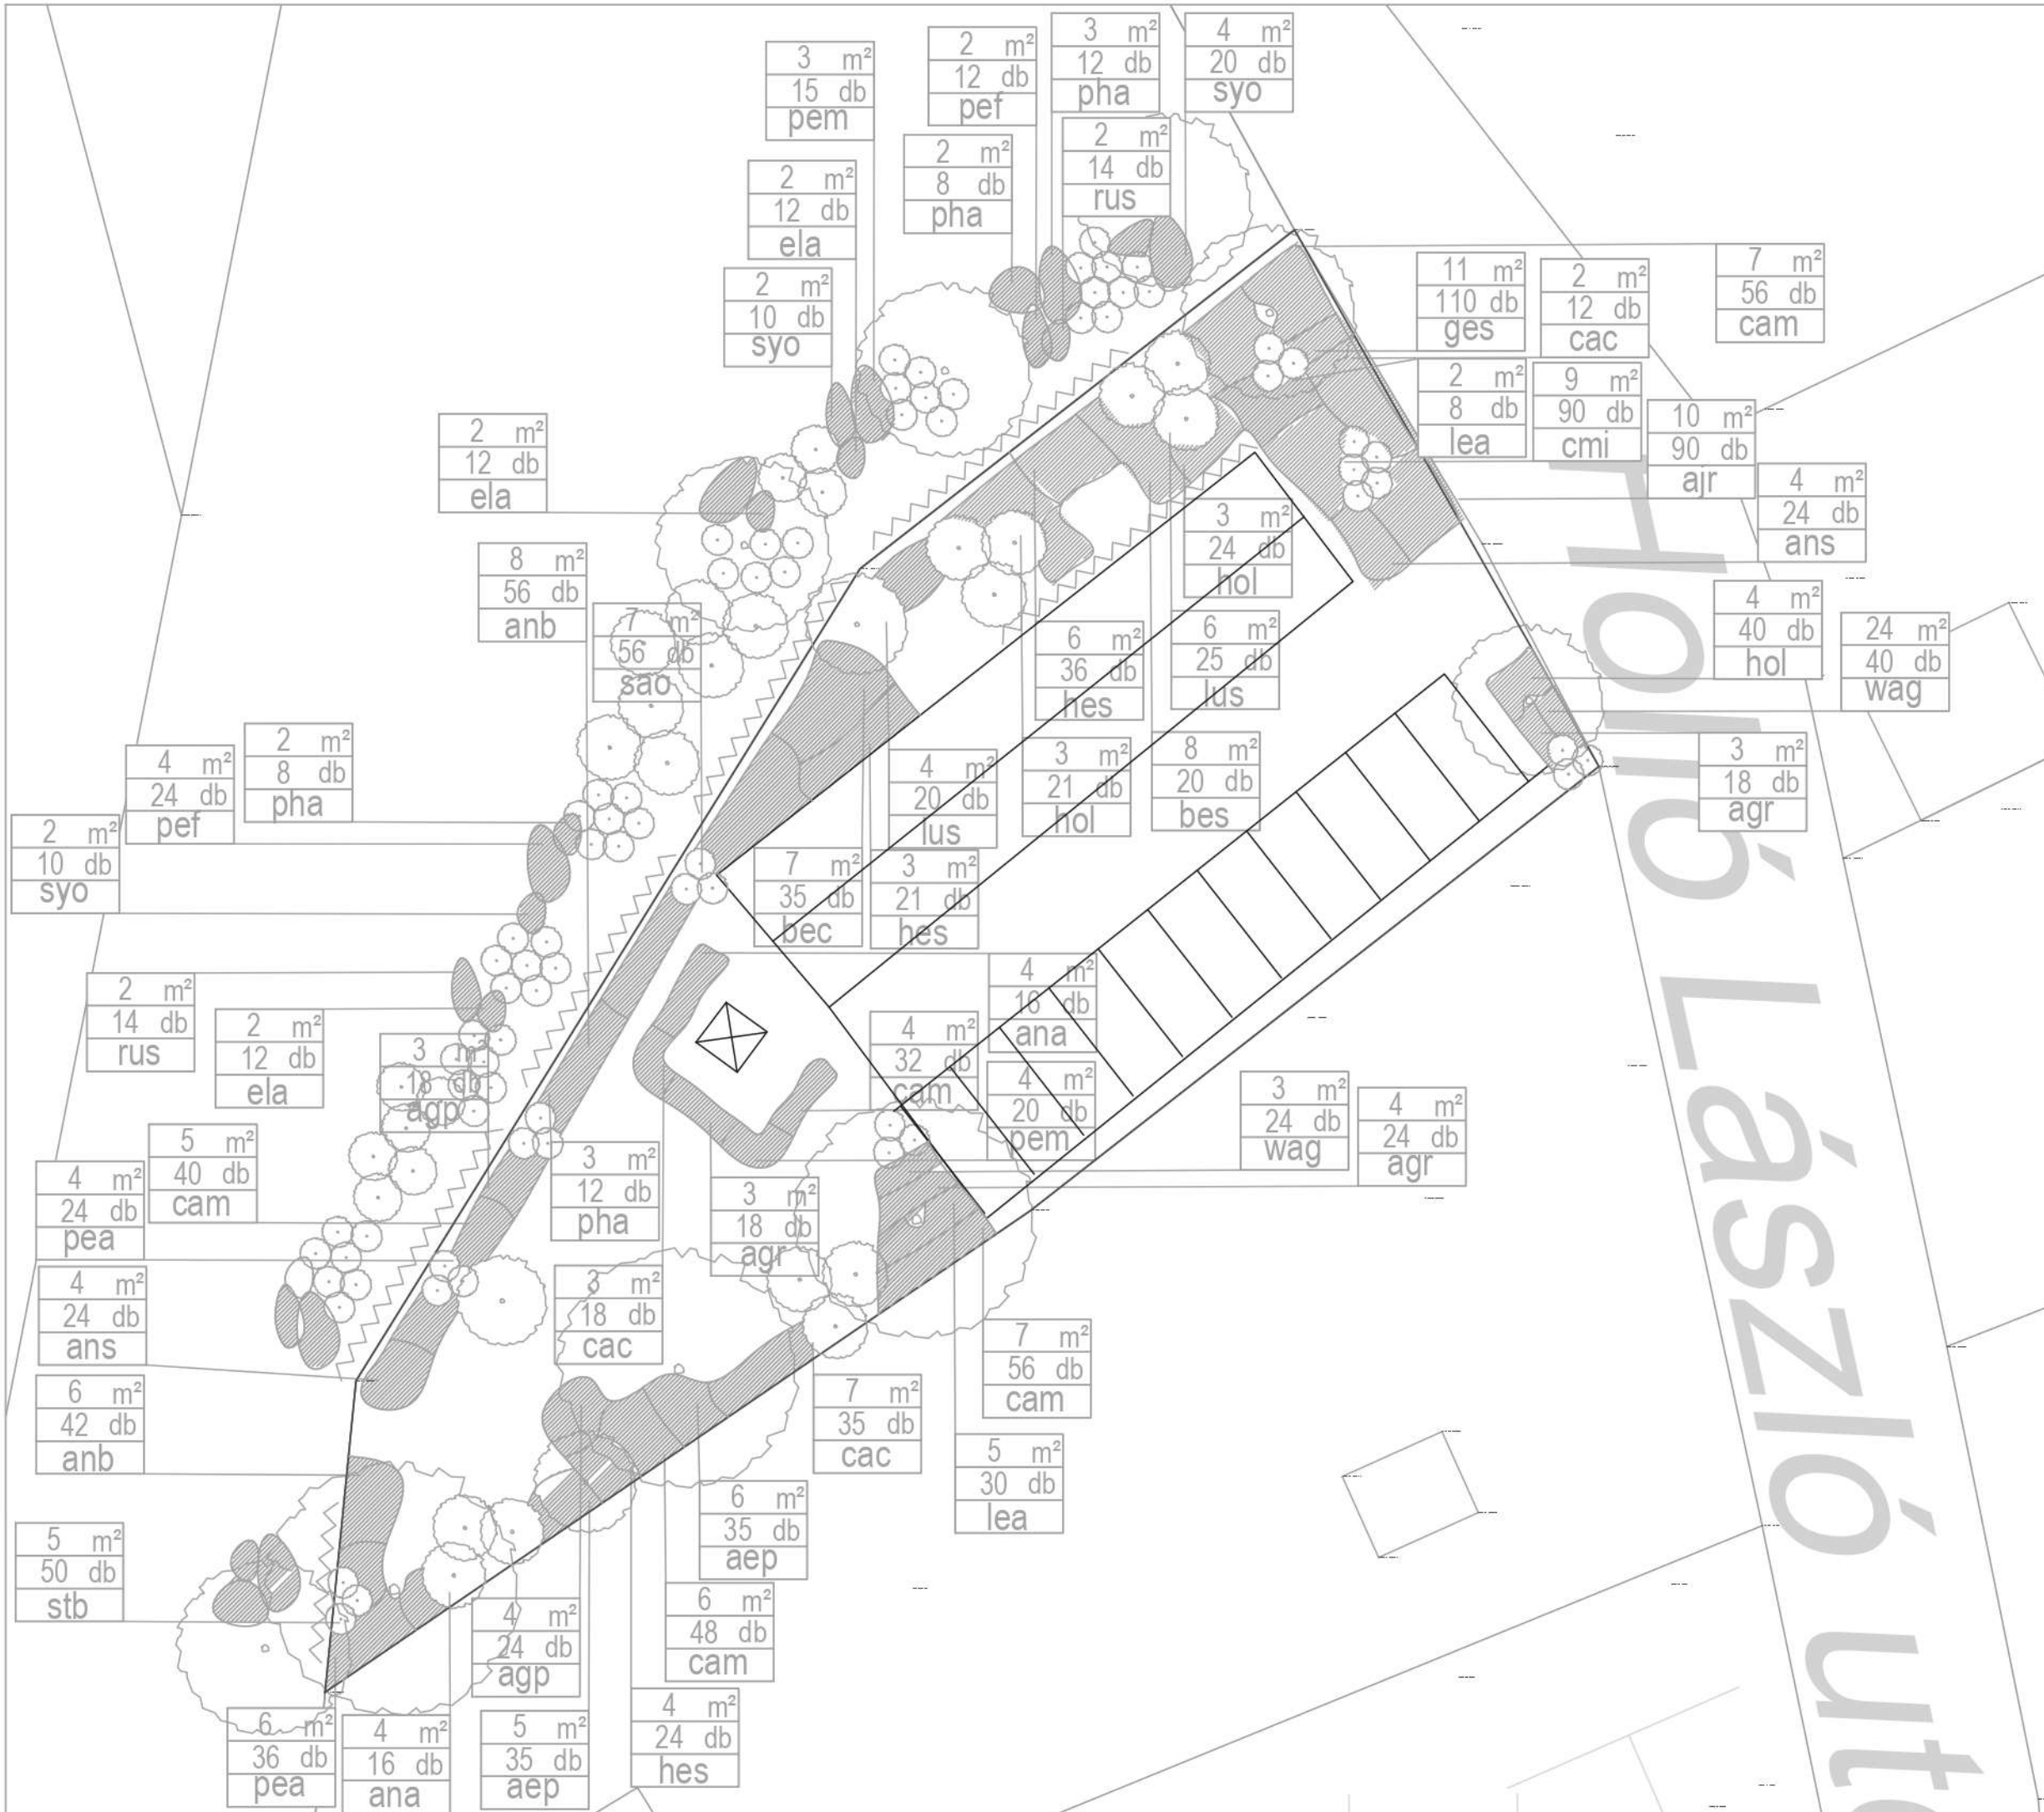 3 m²
15 db
pem
2 m²
12 db
pef
3 m²
12 db
pha
4 m²
20 db
syo
2 m²
12 db
ela
2 m²
8 db
pha
2 m²
14 db
rus
2 m²
10 db
syo
11 m²
110 db
ges
2 m²
12 db
cac
7 m²
56 db
cam
2 m²
8 db
lea
9 m²
90 db
cmi
10 m²
90 db
ajr
4 m²
24 db
ans
2 m²
12 db
ela
8 m²
56 db
anb
7 m²
56 db
sao
3 m²
24 db
hol
6 m²
36 db
hes
6 m²
25 db
lus
4 m²
40 db
hol
24 m²
40 db
wag
3 m²
18 db
agr
2 m²
8 db
pha
4 m²
24 db
pef
2 m²
10 db
syo
4 m²
20 db
lus
3 m²
21 db
hol
8 m²
20 db
bes
7 m²
35 db
bec
3 m²
21 db
hes
2 m²
14 db
rus
2 m²
12 db
ela
3 m²
18 db
agp
4 m²
16 db
ana
4 m²
32 db
cam
4 m²
20 db
pem
3 m²
24 db
wag
4 m²
24 db
agr
5 m²
40 db
cam
4 m²
24 db
pea
3 m²
12 db
pha
3 m²
18 db
agr
4 m²
24 db
ans
3 m²
18 db
cac
7 m²
56 db
cam
6 m²
42 db
anb
7 m²
35 db
cac
5 m²
30 db
lea
5 m²
50 db
stb
6 m²
35 db
aep
4 m²
24 db
agp
6 m²
48 db
cam
6 m²
36 db
pea
4 m²
16 db
ana
5 m²
35 db
aep
4 m²
24 db
hes
Holló László ut